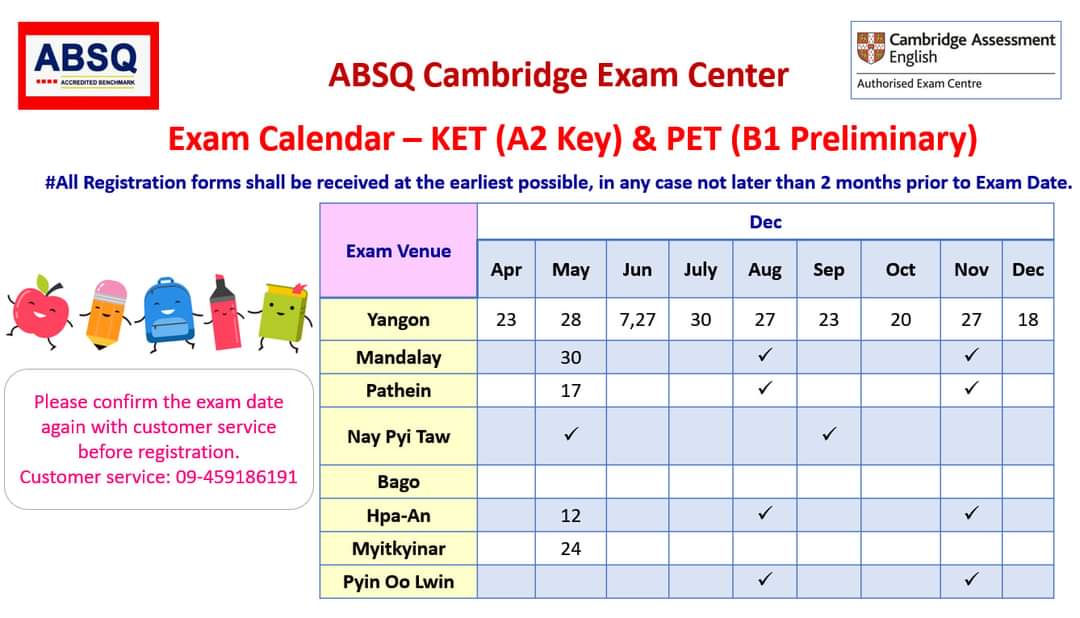 ABSQ
ACCREDITED BENCHMARK
Cambridge Assessment
English
Authorised Exam Centre
ABSQ Cambridge Exam Center
Exam Calendar – KET (A2 Key) & PET (B1 Preliminary)
#All Registration forms shall be received at the earliest possible, in any case not later than 2 months prior to Exam Date.
Exam Venue Dec
Apr May Jun July Aug Sep Oct Nov Dec
Yangon 23 28 7,27 30 27 23 20 27 18
Mandalay 30 ✓ ✓
Pathein 17 ✓ ✓
Nay Pyi Taw ✓ ✓
Bago
Hpa-An 12 ✓ ✓
Myitkyinar 24
Pyin Oo Lwin ✓ ✓
Please confirm the exam date
again with customer service
before registration.
Customer service: 09-459186191